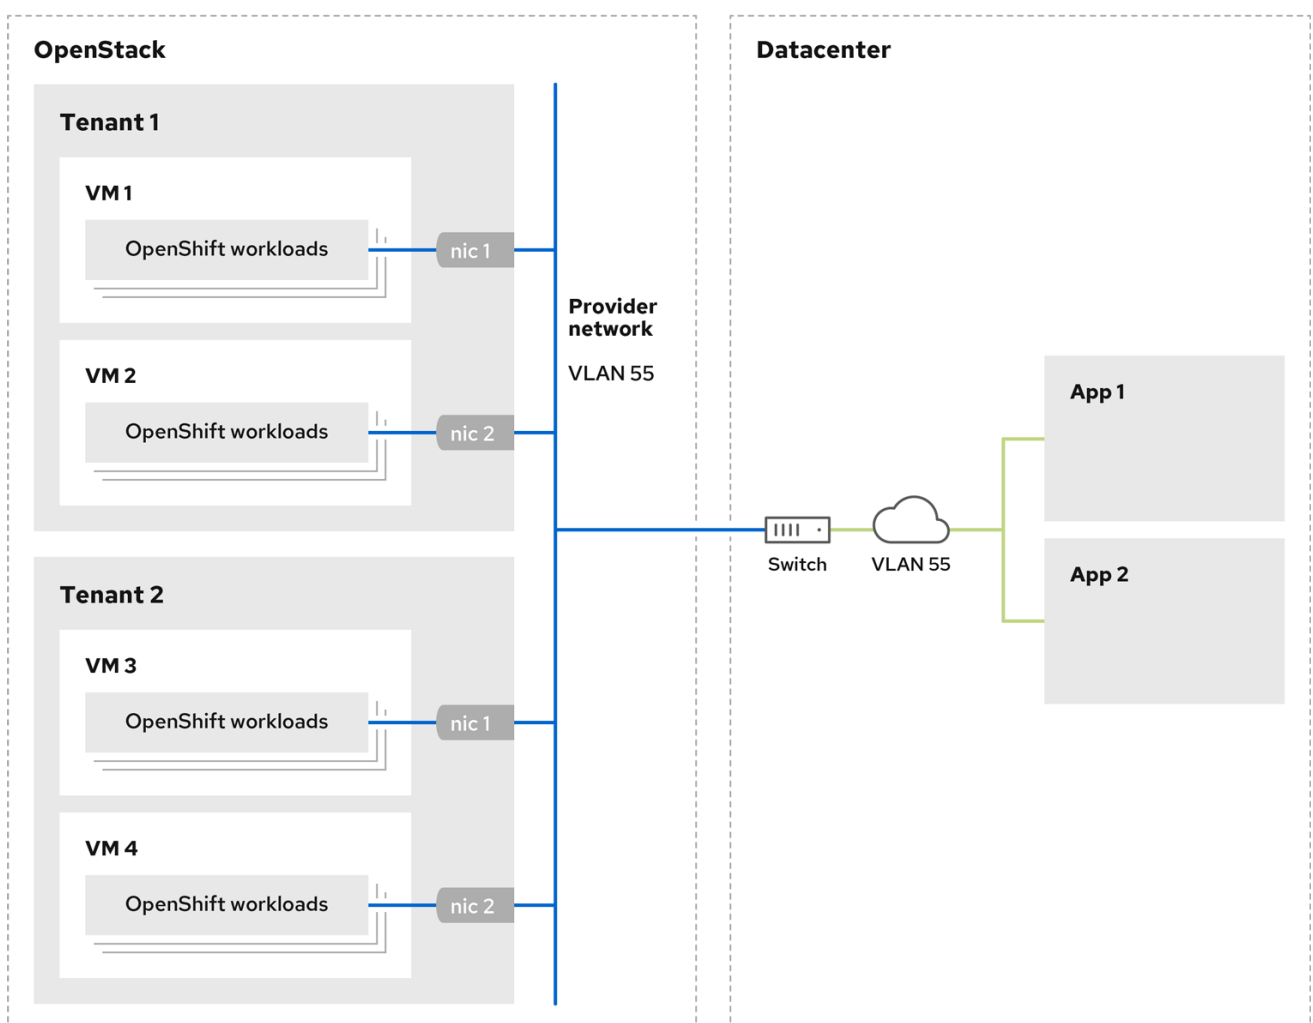 OpenStack
Tenant 1
VM 1
OpenShift workloads
nic 1
VM 2
OpenShift workloads
nic 2
Tenant 2
VM 3
OpenShift workloads
nic 1
VM 4
OpenShift workloads
nic 2
Provider
network
VLAN 55
Datacenter
Switch
VLAN 55
App 1
App 2